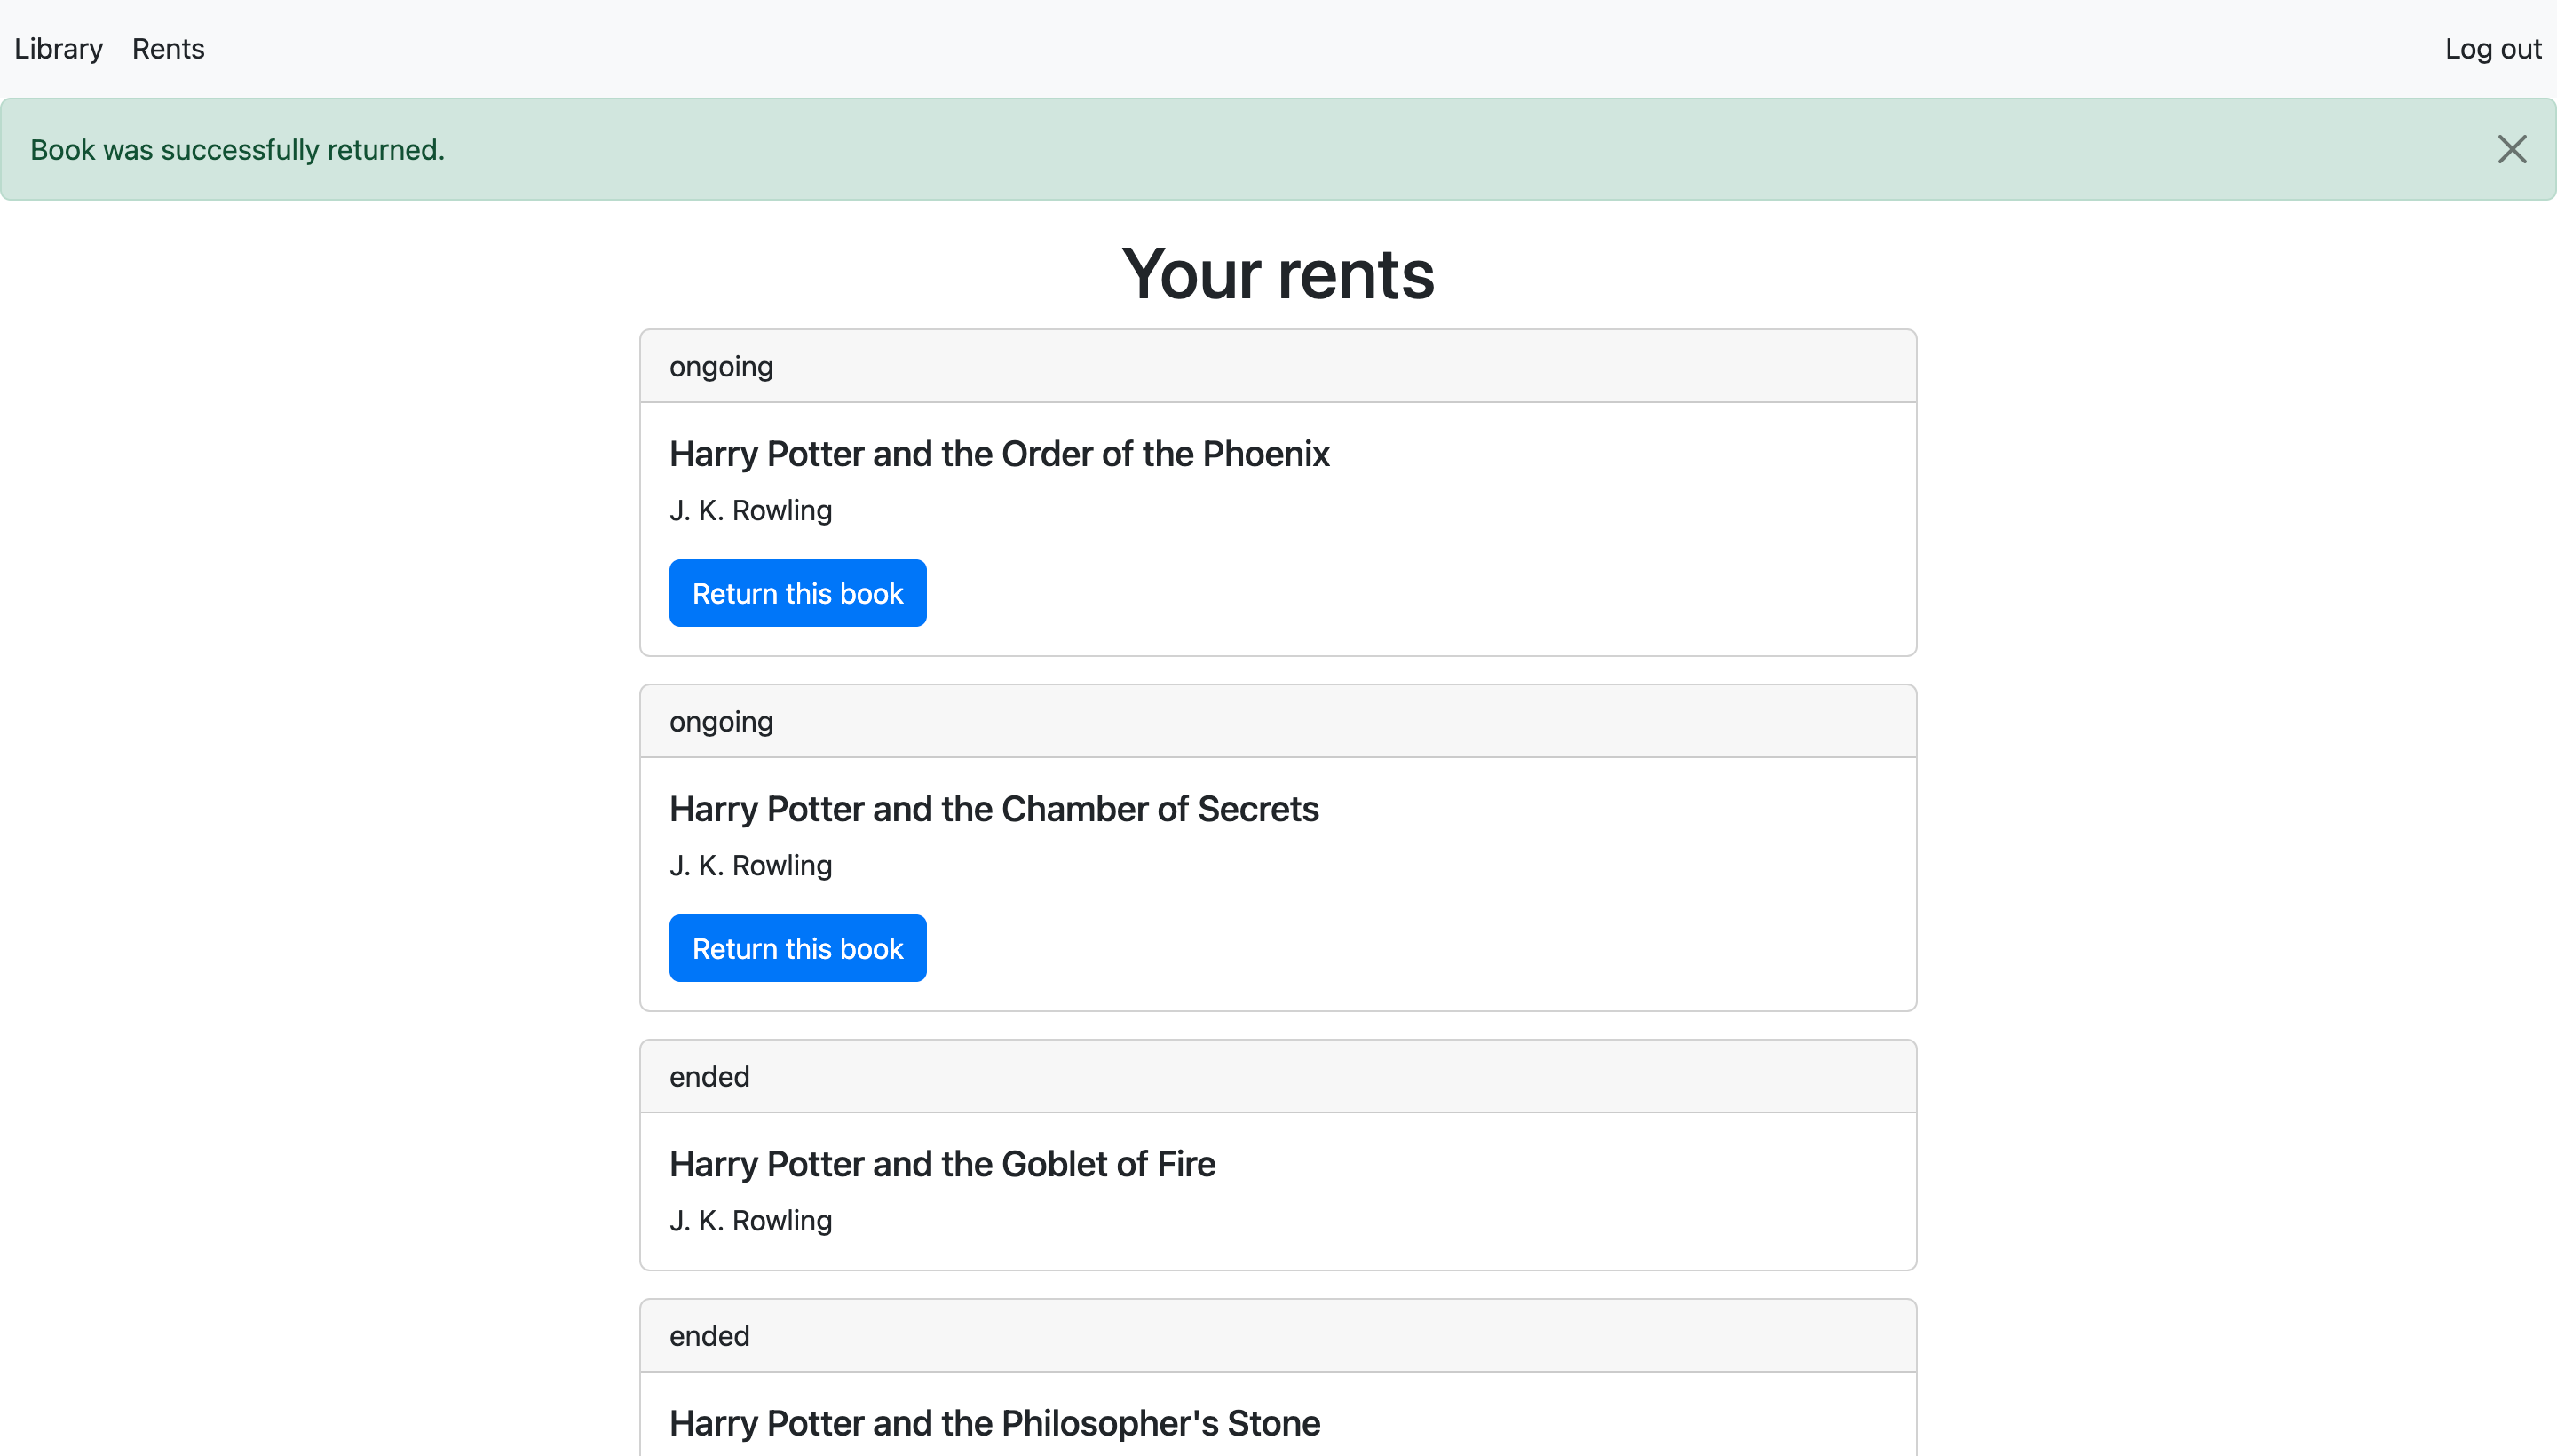 Library Rents Log out
Book was successfully returned.
Your rents
ongoing
Harry Potter and the Order of the Phoenix
J. K. Rowling
Return this book
ongoing
Harry Potter and the Chamber of Secrets
J. K. Rowling
Return this book
ended
Harry Potter and the Goblet of Fire
J. K. Rowling
ended
Harry Potter and the Philosopher's Stone